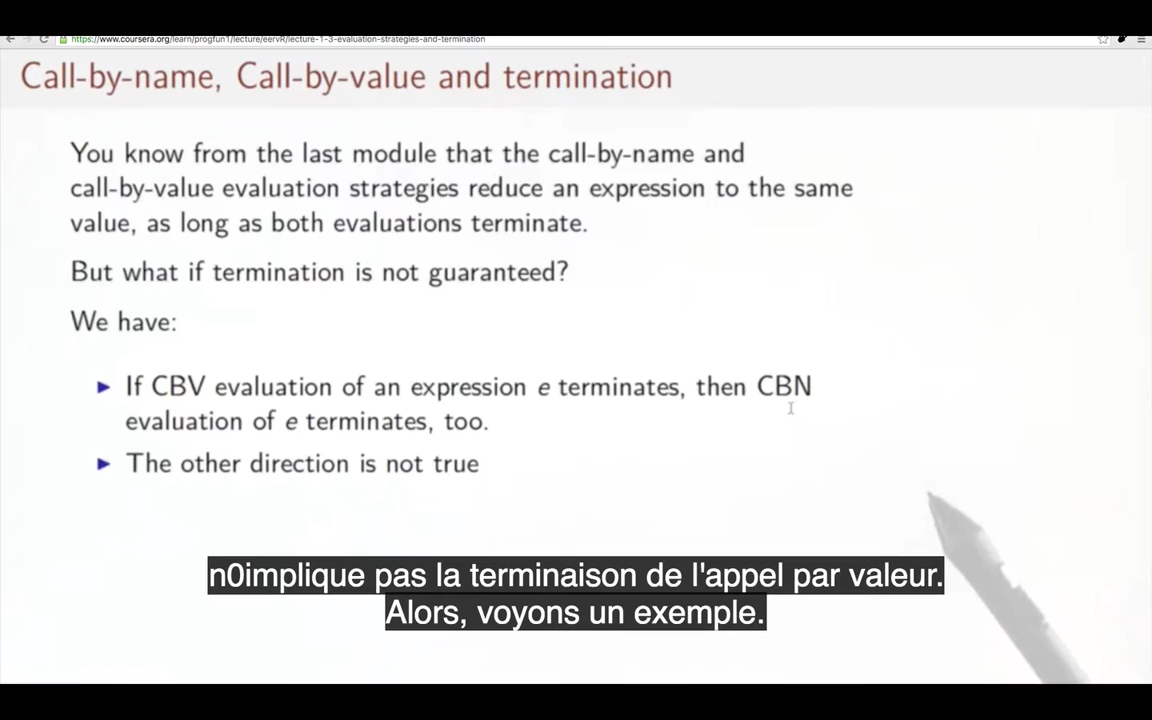 https://www.coursera.org/learn/progfun1/lecture/eervR/lecture-1-3-evaluation-strategies-and-termination
Call-by-name, Call-by-value and termination
You know from the last module that the call-by-name and
call-by-value evaluation strategies reduce an expression to the same
value, as long as both evaluations terminate.
But what if termination is not guaranteed?
We have:
If CBV evaluation of an expression e terminates, then CBN
evaluation of e terminates, too.
The other direction is not true
n0implique pas la terminaison de l'appel par valeur.
Alors, voyons un exemple.